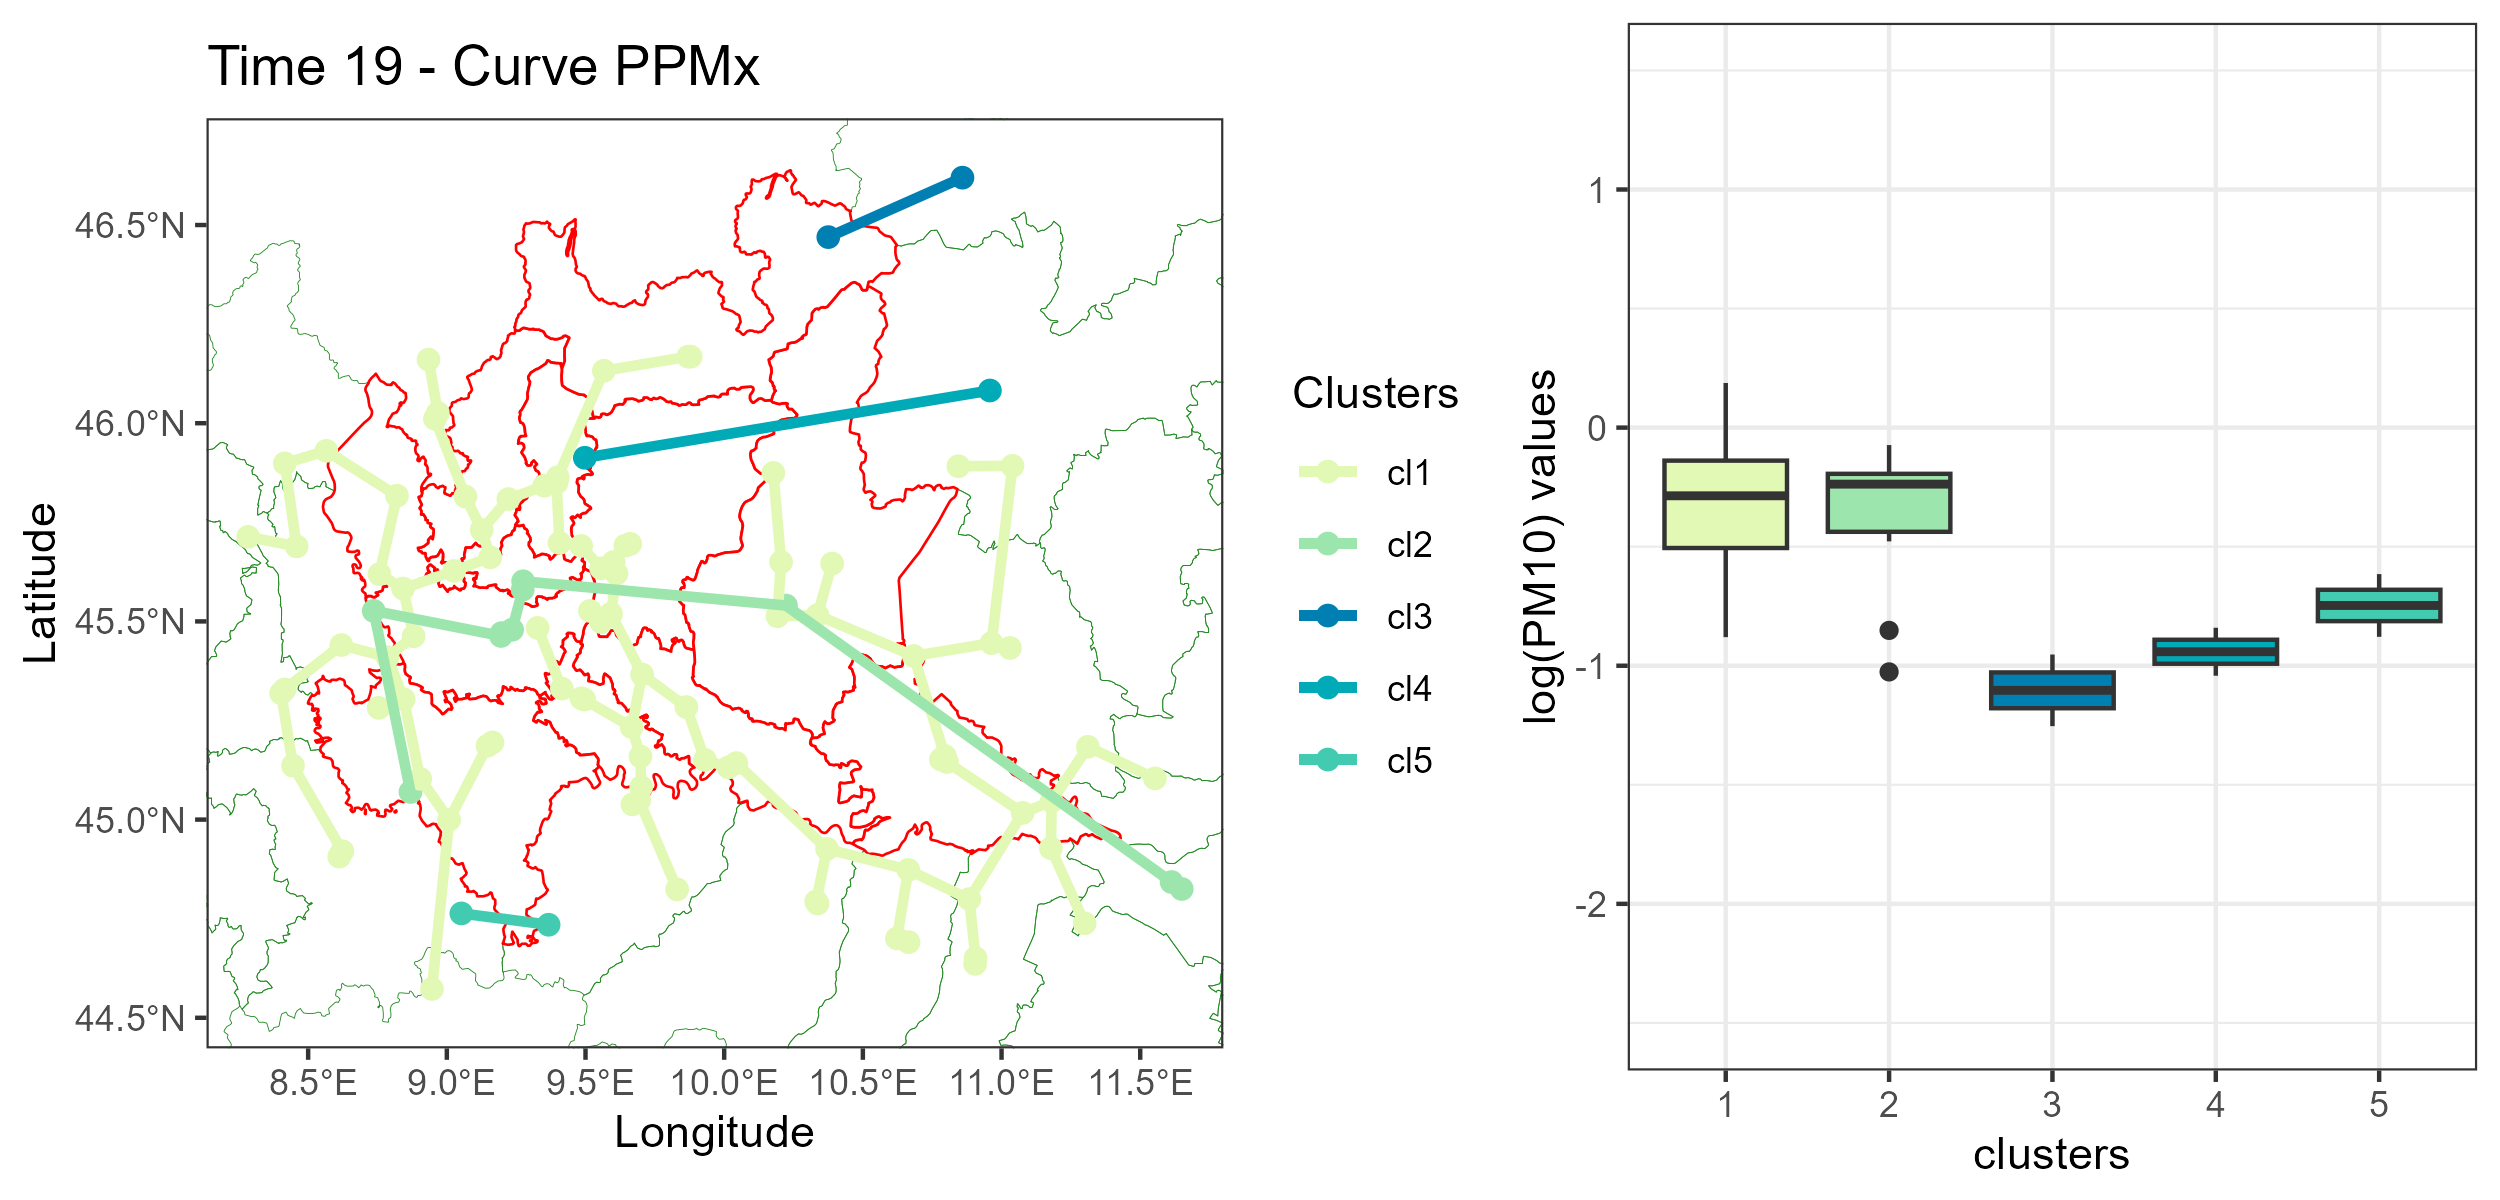 Time 19 - Curve PPMx
Latitude
46.5°N
46.0°N
45.5°N
45.0°N
44.5°N
8.5°E 9.0°E 9.5°E 10.0°E 10.5°E 11.0°E 11.5°E
Longitude
Clusters
cl1
cl2
cl3
cl4
cl5
log(PM10) values
1
0
-1
-2
1 2 3 4 5
clusters